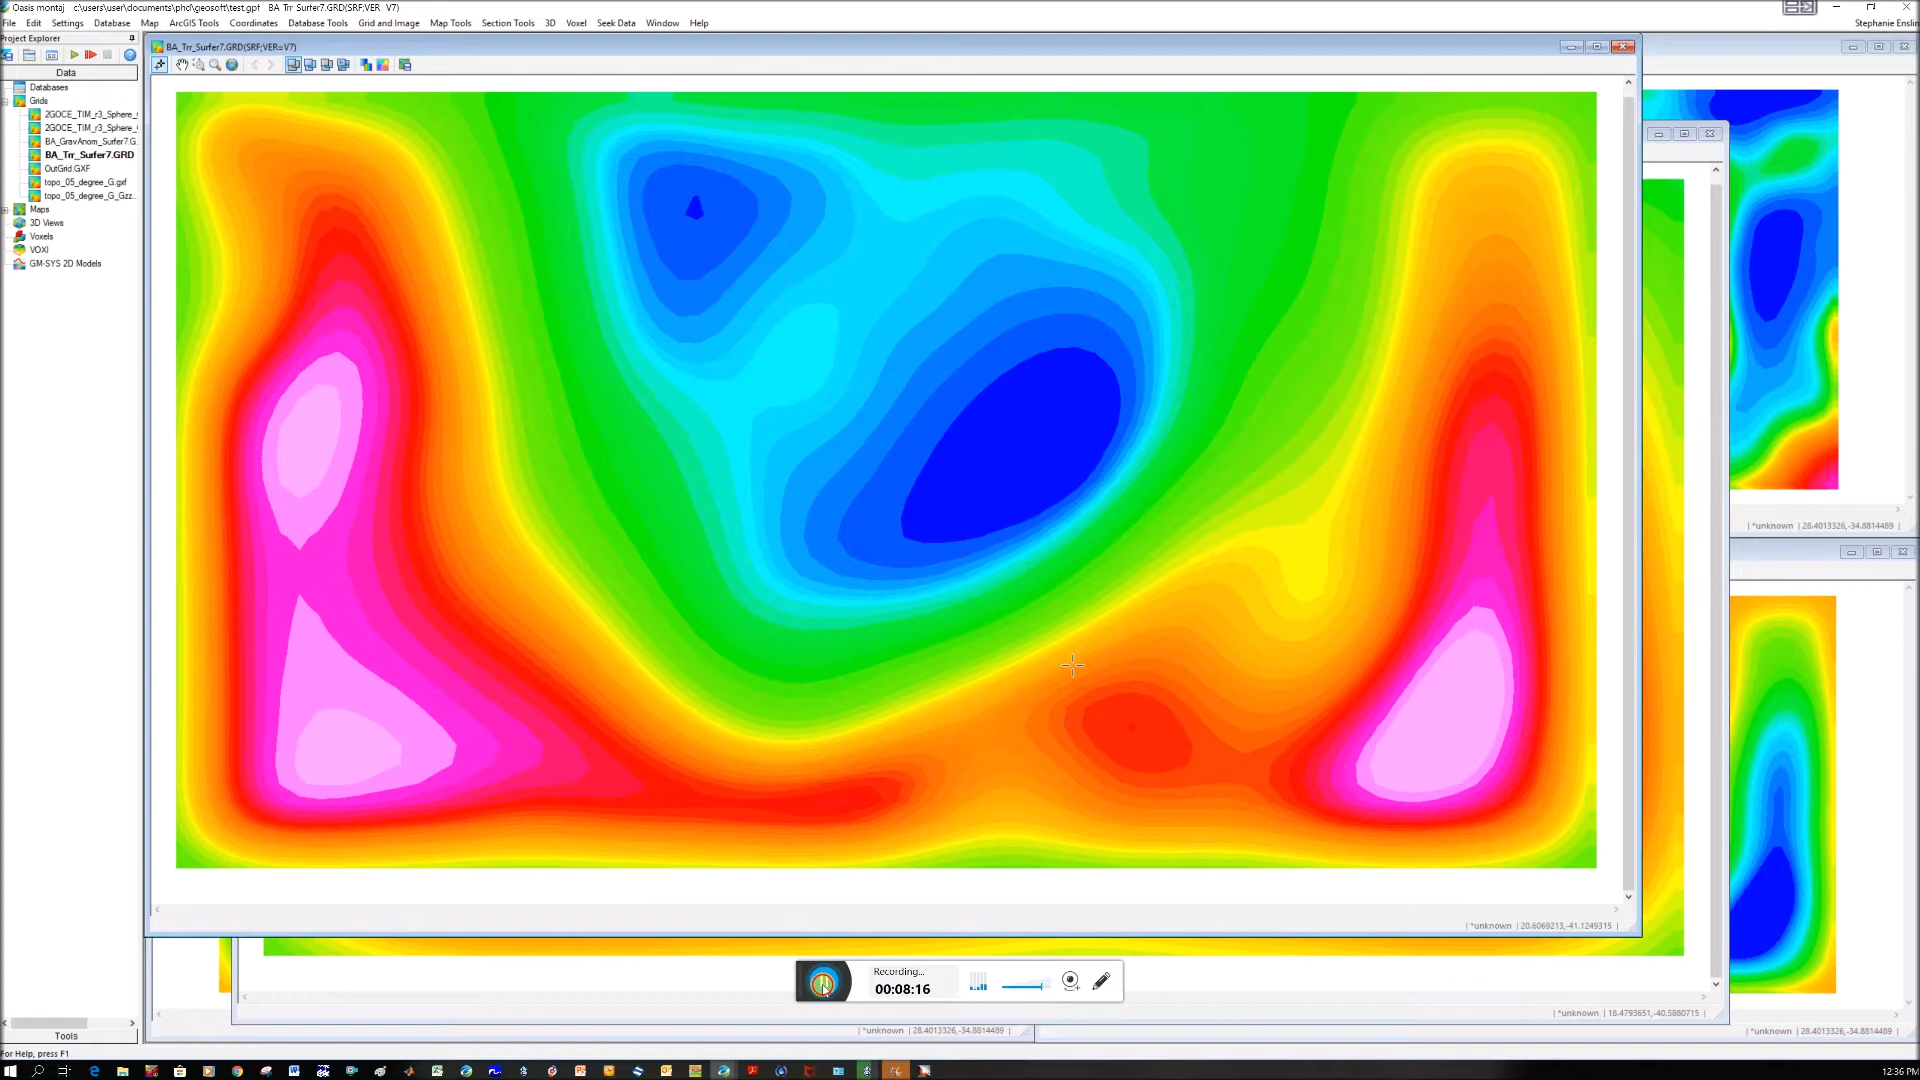 Oasis montaj    c:\users\user\documents\phd\geosoft\test.gpf    BA_Trr_Surfer7.GRD(SRF;VER=V7)
File Edit Settings Database Map ArcGIS Tools Coordinates Database Tools Grid and Image Map Tools Section Tools 3D Voxel Seek Data Window Help
Stephanie Enslin
Project Explorer
Data
Databases
Grids
2GOCE_TIM_r3_Sphere_
2GOCE_TIM_r3_Sphere_
BA_GravAnom_Surfer7.G
BA_Trr_Surfer7.GRD
OutGrid.GXF
topo_05_degree_G.gxf
topo_05_degree_G_Gzz...
Maps
3D Views
Voxels
VOXI
GM-SYS 2D Models
BA_Trr_Surfer7.GRD(SRF;VER=V7)
|*unknown |28.4013326,-34.8814489 |
|*unknown |20.6069213,-41.1249315 |
Recording...
00:08:16
|*unknown |18.4793651,-40.5880715 |
|*unknown |28.4013326,-34.8814489 |
|*unknown |28.4013326,-34.8814489 |
Tools
For Help, press F1
12:36 PM